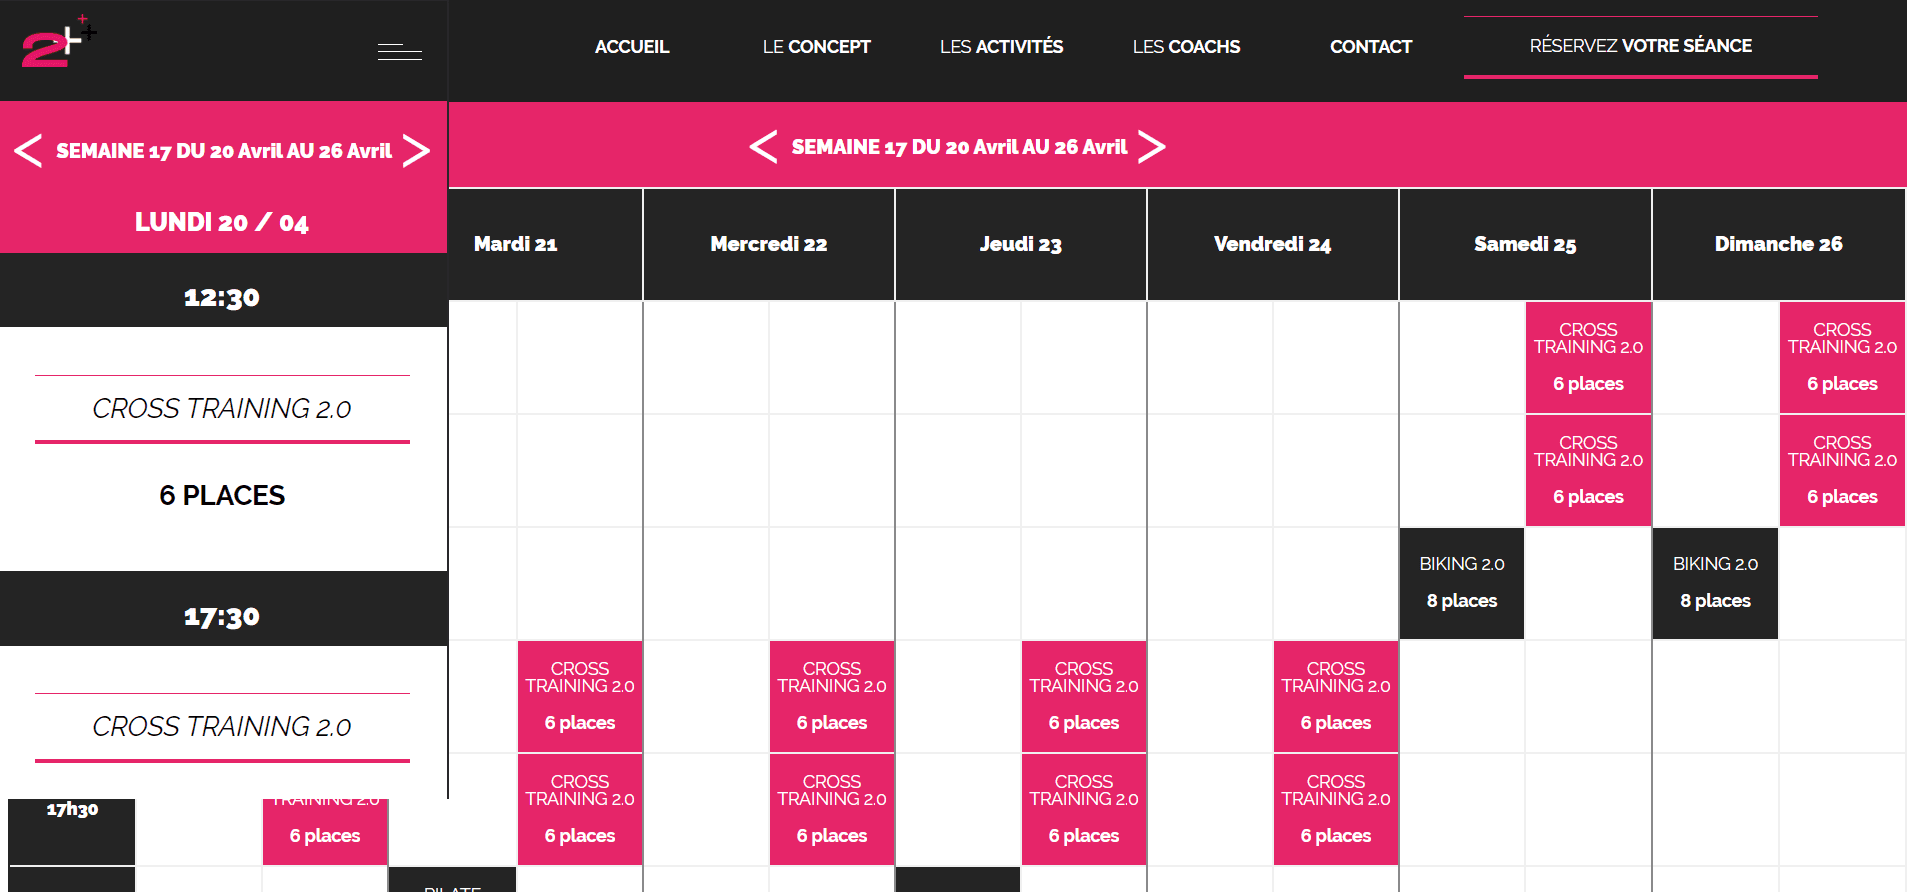 2
ACCUEIL
LE CONCEPT
LES ACTIVITÉS
LES COACHS
CONTACT
RÉSERVEZ VOTRE SÉANCE
< SEMAINE 17 DU 20 Avril AU 26 Avril >
LUNDI 20 / 04
12:30
CROSS TRAINING 2.0
6 PLACES
17:30
CROSS TRAINING 2.0
< SEMAINE 17 DU 20 Avril AU 26 Avril >
Mardi 21
Mercredi 22
Jeudi 23
Vendredi 24
Samedi 25
Dimanche 26
CROSS
TRAINING 2.0
6 places
CROSS
TRAINING 2.0
6 places
CROSS
TRAINING 2.0
6 places
CROSS
TRAINING 2.0
6 places
BIKING 2.0
8 places
BIKING 2.0
8 places
CROSS
TRAINING 2.0
6 places
CROSS
TRAINING 2.0
6 places
CROSS
TRAINING 2.0
6 places
CROSS
TRAINING 2.0
6 places
17h30
TRAINING 2.0
6 places
CROSS
TRAINING 2.0
6 places
CROSS
TRAINING 2.0
6 places
CROSS
TRAINING 2.0
6 places
CROSS
TRAINING 2.0
6 places
PILATE